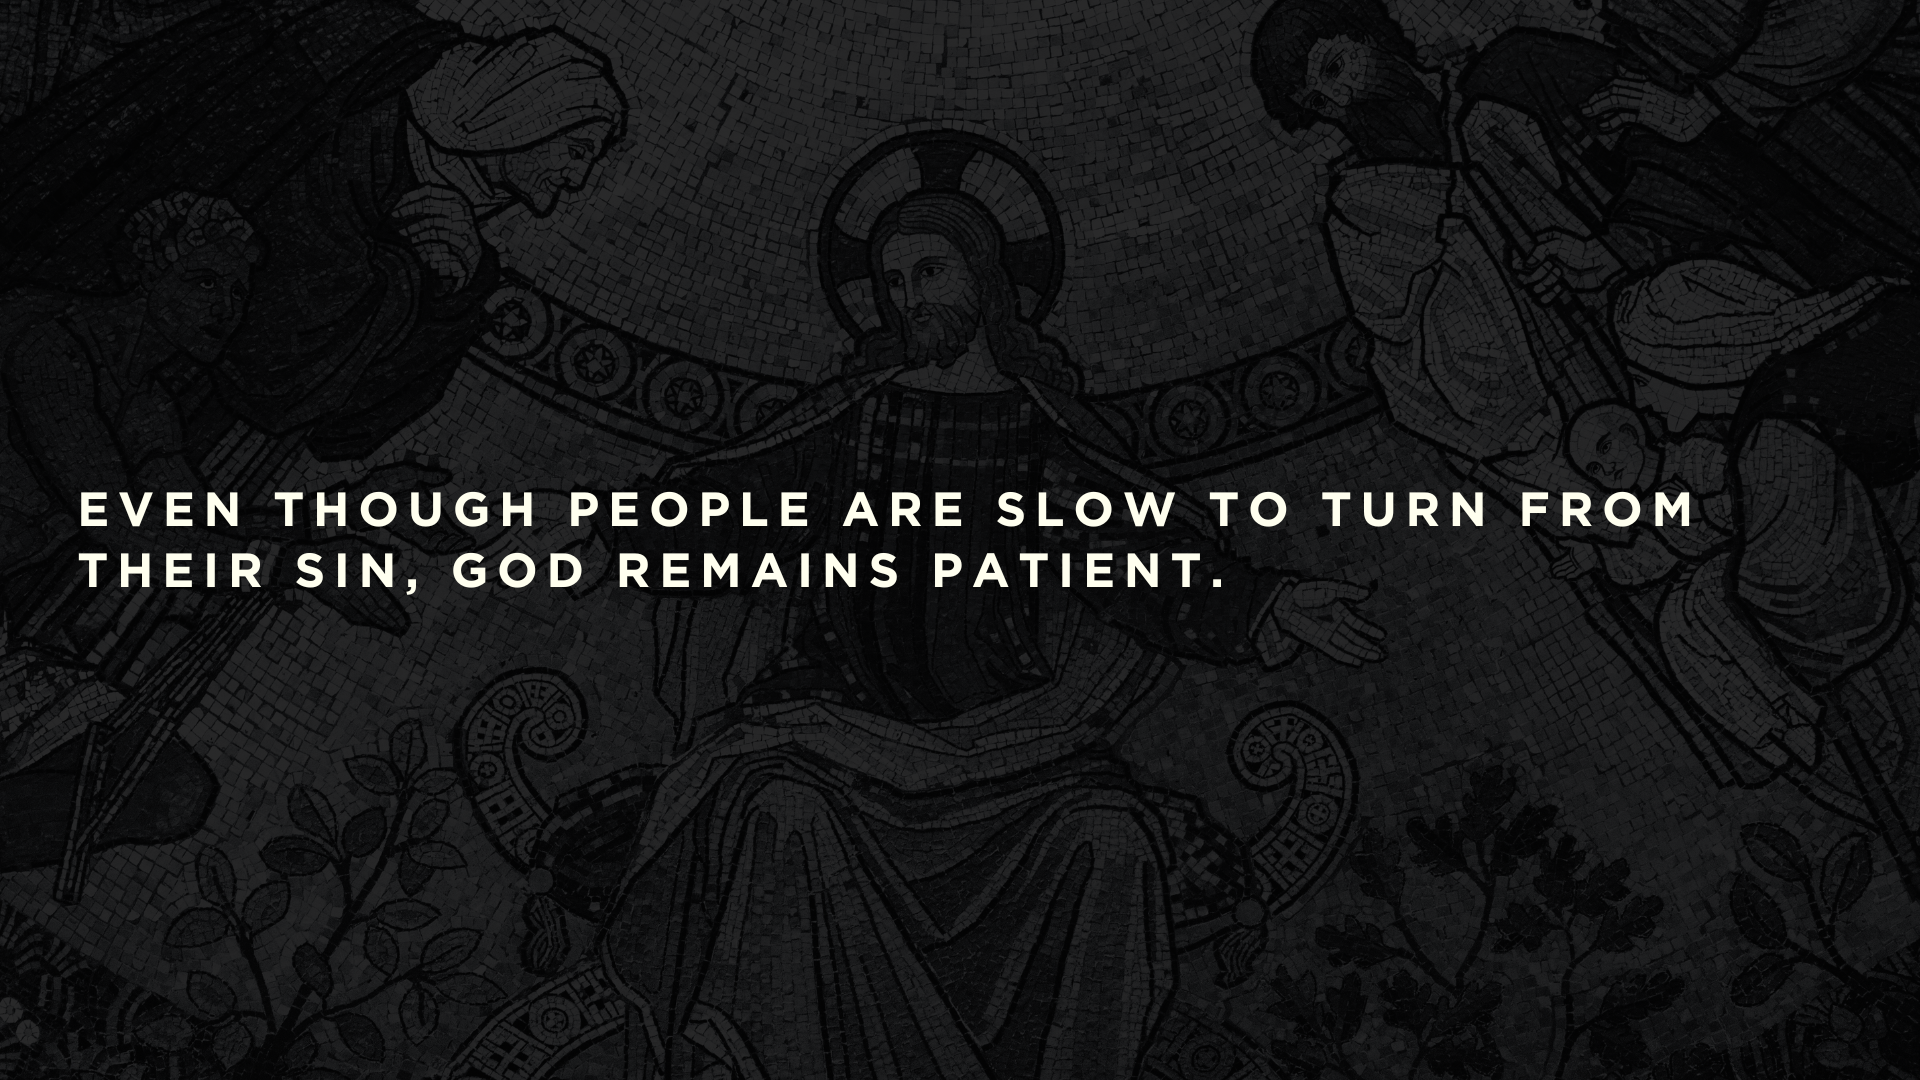 EVEN THOUGH PEOPLE ARE SLOW TO TURN FROM
THEIR SIN, GOD REMAINS PATIENT.